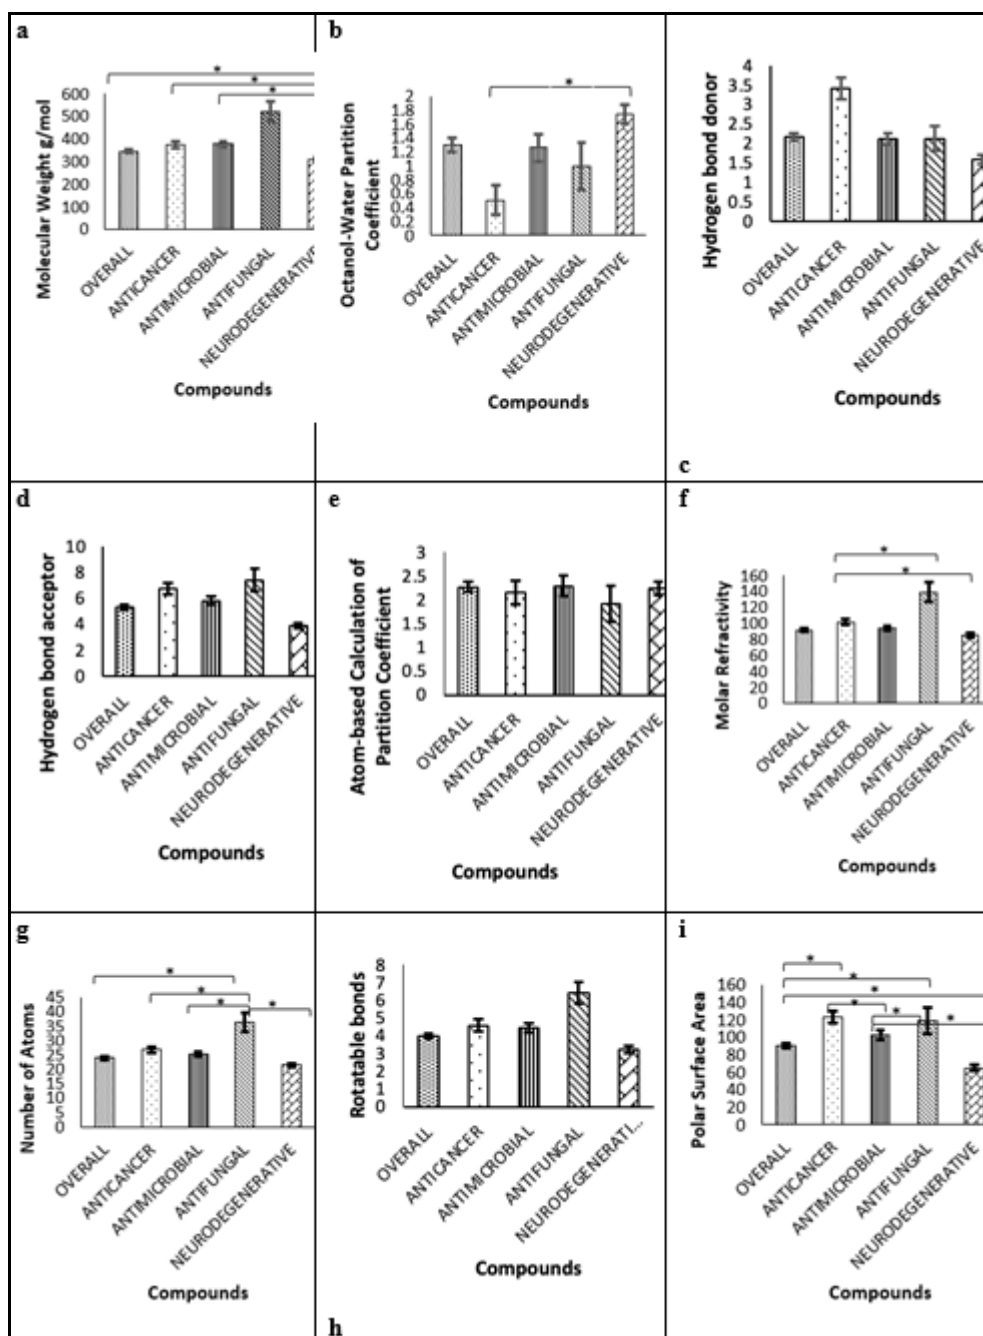 a
*
*
*
Molecular Weight g/mol
600
500
400
300
200
100
0
OVERALL
ANTICANCER
ANTIMICROBIAL
ANTIFUNGAL
NEURODEGENERATIVE
Compounds
b
*
Octanol-Water Partition
Coefficient
2
1.8
1.6
1.4
1.2
1
0.8
0.6
0.4
0.2
0
OVERALL
ANTICANCER
ANTIMICROBIAL
ANTIFUNGAL
NEURODEGENERATIVE
Compounds
Hydrogen bond donor
4
3.5
3
2.5
2
1.5
1
0.5
0
OVERALL
ANTICANCER
ANTIMICROBIAL
ANTIFUNGAL
NEURODEGENERATIVE
Compounds
c
d
Hydrogen bond acceptor
10
8
6
4
2
0
OVERALL
ANTICANCER
ANTIMICROBIAL
ANTIFUNGAL
NEURODEGENERATIVE
Compounds
e
Atom-based Calculation of
Partition Coefficient
3
2.5
2
1.5
1
0.5
0
OVERALL
ANTICANCER
ANTIMICROBIAL
ANTIFUNGAL
NEURODEGENERATIVE
Compounds
f
*
*
Molar Refractivity
160
140
120
100
80
60
40
20
0
OVERALL
ANTICANCER
ANTIMICROBIAL
ANTIFUNGAL
NEURODEGENERATIVE
Compounds
g
*
*
*
*
Number of Atoms
45
40
35
30
25
20
15
10
5
0
OVERALL
ANTICANCER
ANTIMICROBIAL
ANTIFUNGAL
NEURODEGENERATIVE
Compounds
Rotatable bonds
8
7
6
5
4
3
2
1
0
OVERALL
ANTICANCER
ANTIMICROBIAL
ANTIFUNGAL
NEURODEGENERATI...
Compounds
h
i
*
*
*
*
*
*
Polar Surface Area
160
140
120
100
80
60
40
20
0
OVERALL
ANTICANCER
ANTIMICROBIAL
ANTIFUNGAL
NEURODEGENERATIVE
Compounds